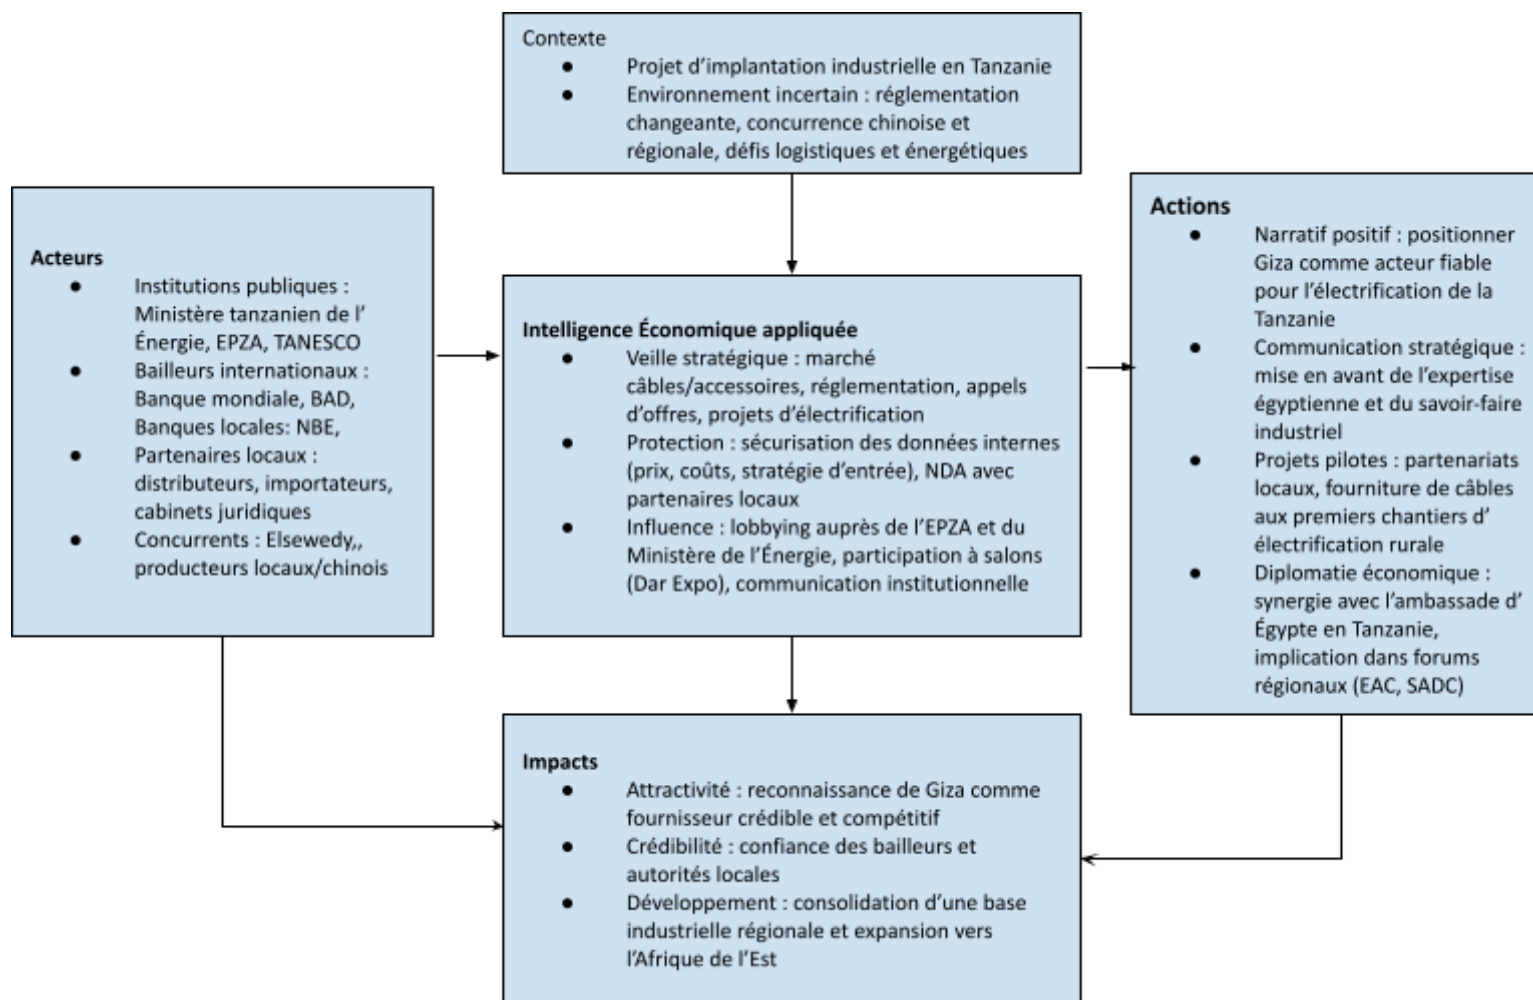 Contexte
● Projet d’implantation industrielle en Tanzanie
● Environnement incertain : réglementation
changeante, concurrence chinoise et
régionale, défis logistiques et énergétiques
Acteurs
● Institutions publiques :
Ministère tanzanien de l’
Énergie, EPZA, TANESCO
● Bailleurs internationaux :
Banque mondiale, BAD,
Banques locales: NBE,
● Partenaires locaux :
distributeurs, importateurs,
cabinets juridiques
● Concurrents : Elsewedy,,
producteurs locaux/chinois
Intelligence Économique appliquée
● Veille stratégique : marché
câbles/accessoires, réglementation, appels
d’offres, projets d’électrification
● Protection : sécurisation des données internes
(prix, coûts, stratégie d’entrée), NDA avec
partenaires locaux
● Influence : lobbying auprès de l’EPZA et du
Ministère de l’Énergie, participation à salons
(Dar Expo), communication institutionnelle
Actions
● Narratif positif : positionner
Giza comme acteur fiable
pour l’électrification de la
Tanzanie
● Communication stratégique :
mise en avant de l’expertise
égyptienne et du savoir-faire
industriel
● Projets pilotes : partenariats
locaux, fourniture de câbles
aux premiers chantiers d’
électrification rurale
● Diplomatie économique :
synergie avec l’ambassade d’
Égypte en Tanzanie,
implication dans forums
régionaux (EAC, SADC)
Impacts
● Attractivité : reconnaissance de Giza comme
fournisseur crédible et compétitif
● Crédibilité : confiance des bailleurs et
autorités locales
● Développement : consolidation d’une base
industrielle régionale et expansion vers
l’Afrique de l’Est